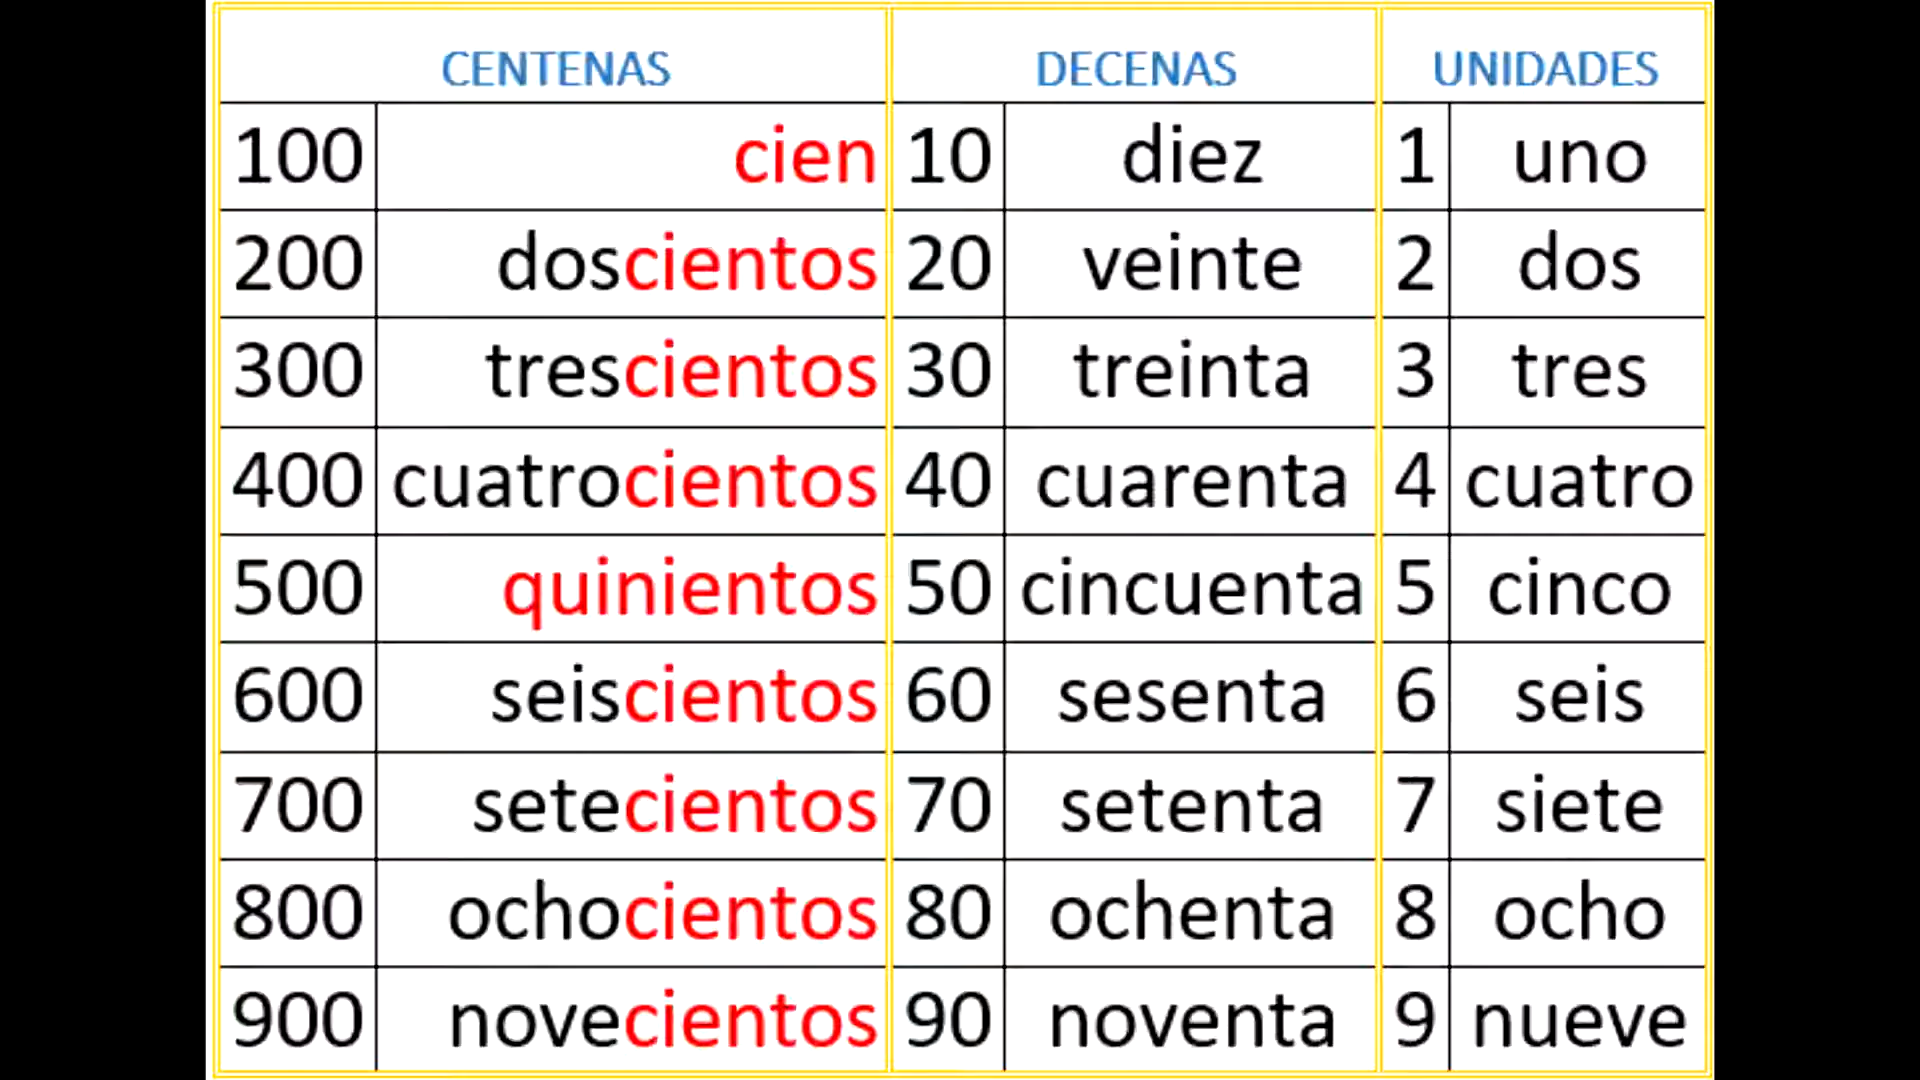 CENTENAS DECENAS UNIDADES
100 cien 10 diez 1 uno
200 doscientos 20 veinte 2 dos
300 trescientos 30 treinta 3 tres
400 cuatrocientos 40 cuarenta 4 cuatro
500 quinientos 50 cincuenta 5 cinco
600 seiscientos 60 sesenta 6 seis
700 setecientos 70 setenta 7 siete
800 ochocientos 80 ochenta 8 ocho
900 novecientos 90 noventa 9 nueve